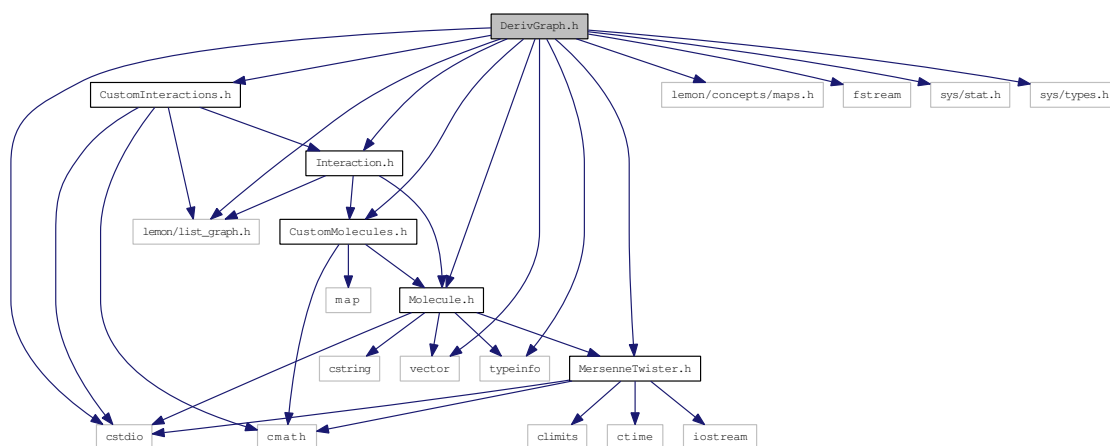 DerivGraph.h
CustomInteractions.h
lemon/concepts/maps.h
fstream
sys/stat.h
sys/types.h
Interaction.h
lemon/list_graph.h
CustomMolecules.h
map
Molecule.h
cstring
vector
typeinfo
MersenneTwister.h
cstdio
cmath
climits
ctime
iostream